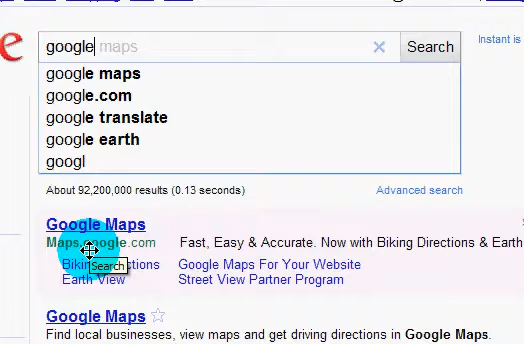 google maps Search Instant is
google maps
google.com
google translate
google earth
googl
About 92,200,000 results (0.13 seconds) Advanced search
Google Maps
Maps.google.com Fast, Easy & Accurate. Now with Biking Directions & Earth
Google Maps For Your Website
Search
Earth View Street View Partner Program
Google Maps
Find local businesses, view maps and get driving directions in Google Maps.